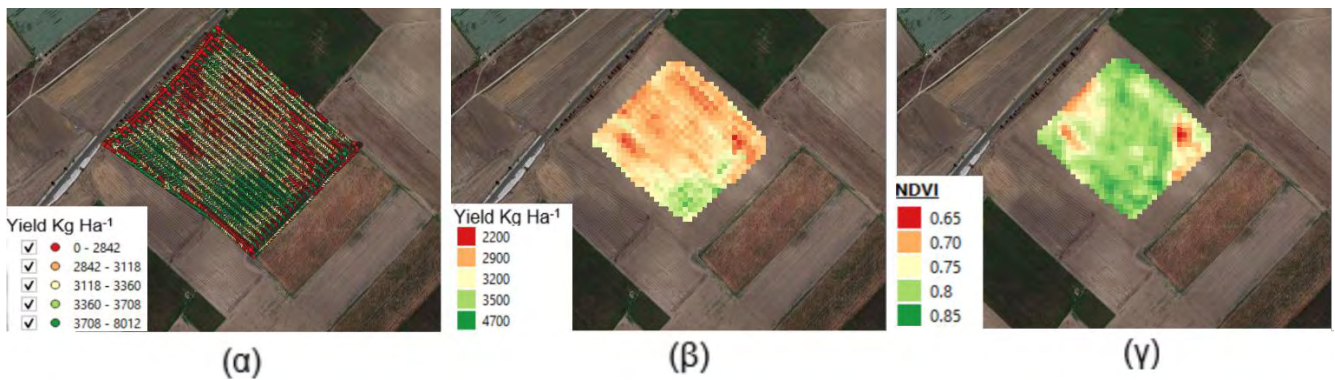 Yield Kg Ha⁻¹
0 - 2842
2842 - 3118
3118 - 3360
3360 - 3708
3708 - 8012
(α)
Yield Kg Ha⁻¹
2200
2900
3200
3500
4700
(β)
NDVI
0.65
0.70
0.75
0.8
0.85
(γ)